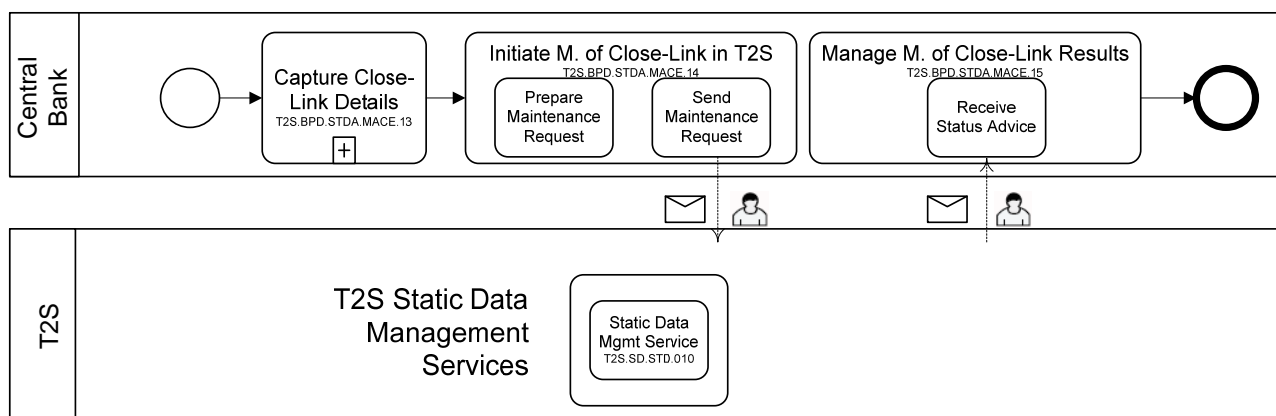 Central
Bank
Capture Close-
Link Details
T2S.BPD.STDA.MACE.13
+
Initiate M. of Close-Link in T2S
T2S.BPD.STDA.MACE.14
Prepare
Maintenance
Request
Send
Maintenance
Request
Manage M. of Close-Link Results
T2S.BPD.STDA.MACE.15
Receive
Status Advice
T2S
T2S Static Data
Management
Services
Static Data
Mgmt Service
T2S.SD.STD.010